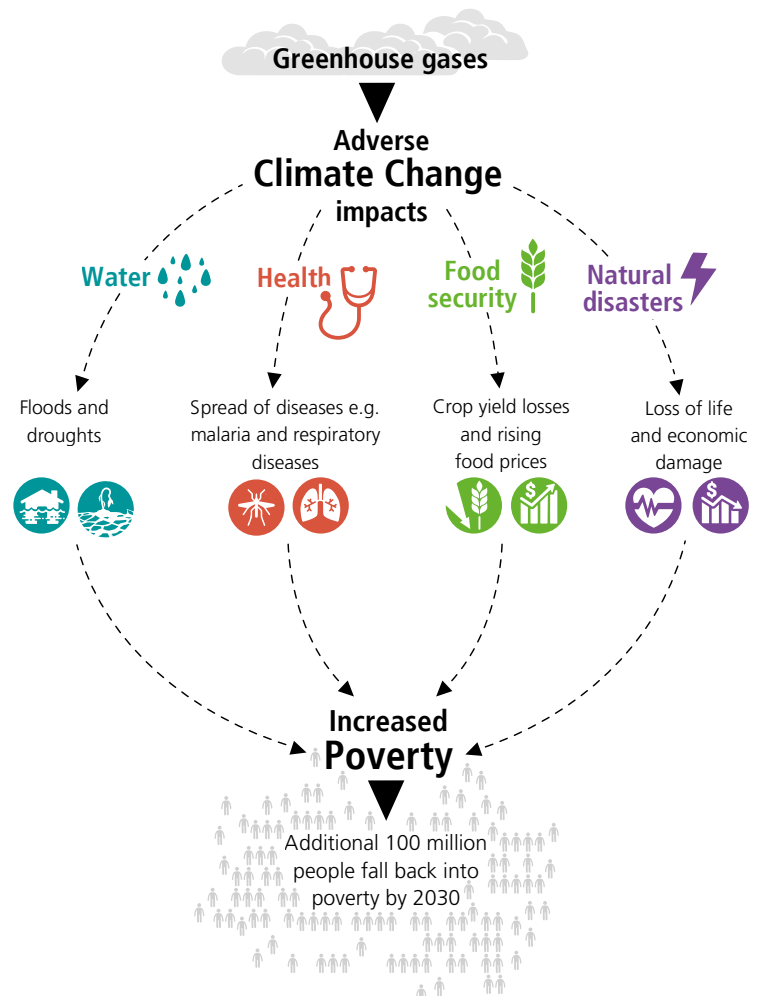 Greenhouse gases
Adverse
Climate Change
impacts
Water
Health
Food
security
Natural
disasters
Floods and
droughts
Spread of diseases e.g.
malaria and respiratory
diseases
Crop yield losses
and rising
food prices
Loss of life
and economic
damage
$
$
Increased
Poverty
Additional 100 million
people fall back into
poverty by 2030